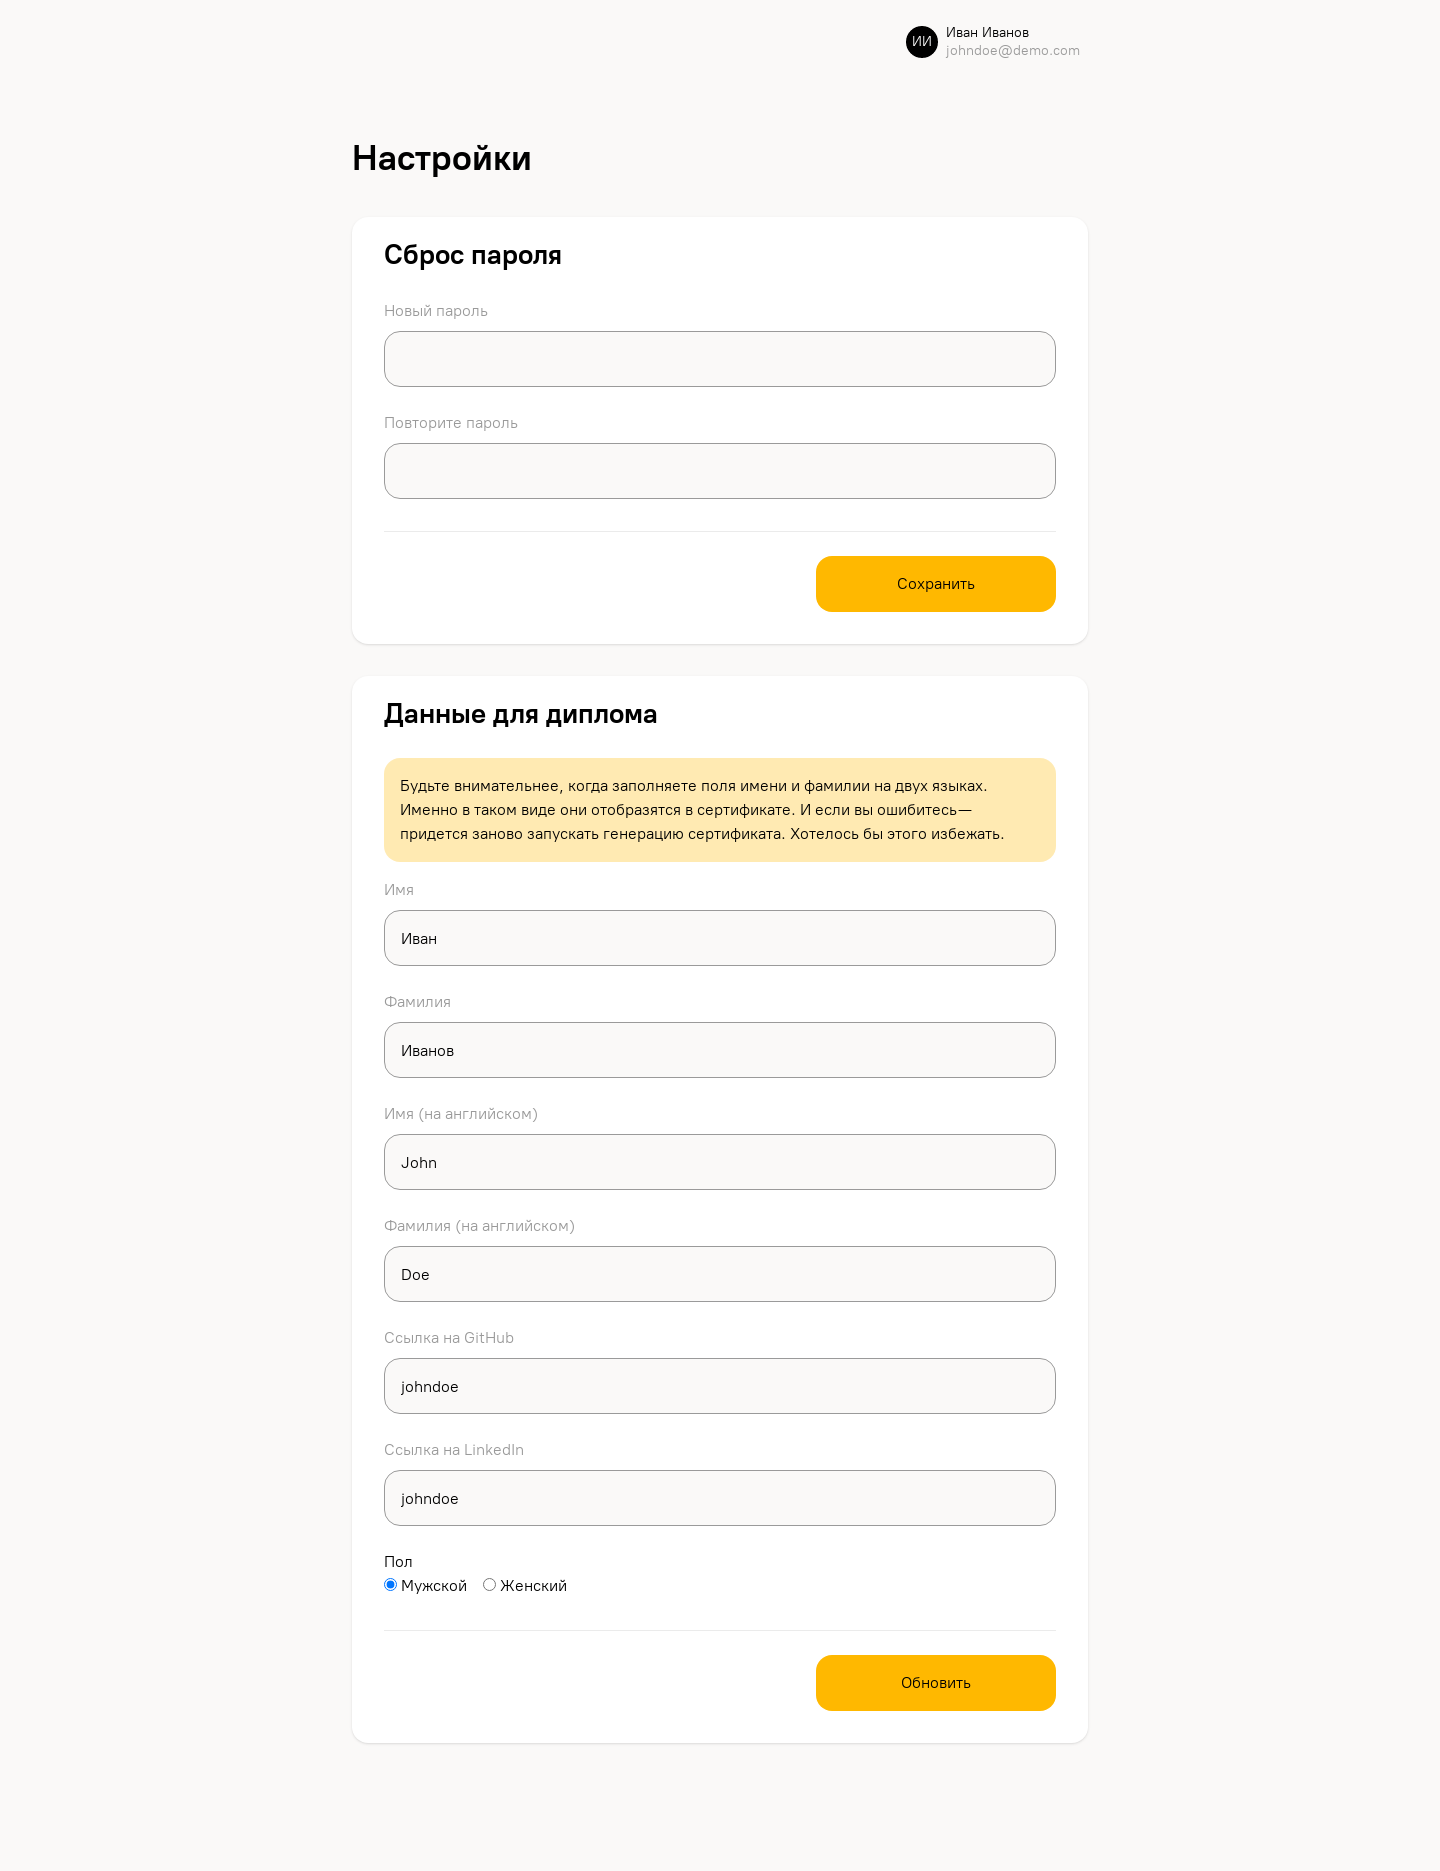 ИИ
Иван Иванов
johndoe@demo.com
Настройки
Сброс пароля
Новый пароль
Повторите пароль
Сохранить
Данные для диплома
Будьте внимательнее, когда заполняете поля имени и фамилии на двух языках.
Именно в таком виде они отобразятся в сертификате. И если вы ошибитесь —
придется заново запускать генерацию сертификата. Хотелось бы этого избежать.
Имя
Иван
Фамилия
Иванов
Имя (на английском)
John
Фамилия (на английском)
Doe
Ссылка на GitHub
johndoe
Ссылка на LinkedIn
johndoe
Пол
Мужской Женский
Обновить